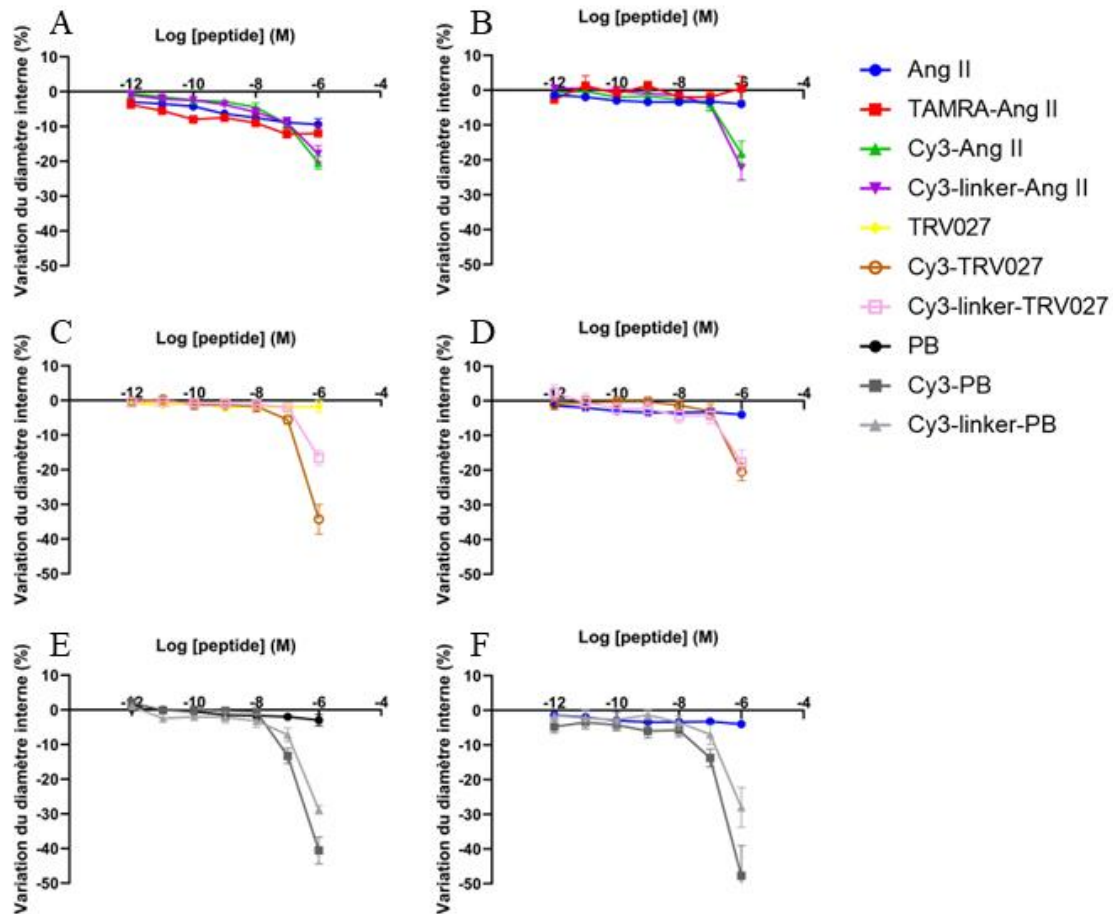 A
Log [peptide] (M)
Variation du diamètre interne (%)
10
0
-10
-20
-30
-40
-50
-12
-10
-8
-6
-4
B
Log [peptide] (M)
Variation du diamètre interne (%)
10
0
-10
-20
-30
-40
-50
-12
-10
-8
-6
-4
Ang II
TAMRA-Ang II
Cy3-Ang II
Cy3-linker-Ang II
TRV027
Cy3-TRV027
Cy3-linker-TRV027
PB
Cy3-PB
Cy3-linker-PB
C
Log [peptide] (M)
Variation du diamètre interne (%)
10
0
-10
-20
-30
-40
-50
-12
-10
-8
-6
-4
D
Log [peptide] (M)
Variation du diamètre interne (%)
10
0
-10
-20
-30
-40
-50
-12
-10
-8
-6
-4
E
Log [peptide] (M)
Variation du diamètre interne (%)
10
0
-10
-20
-30
-40
-50
-12
-10
-8
-6
-4
F
Log [peptide] (M)
Variation du diamètre interne (%)
10
0
-10
-20
-30
-40
-50
-12
-10
-8
-6
-4